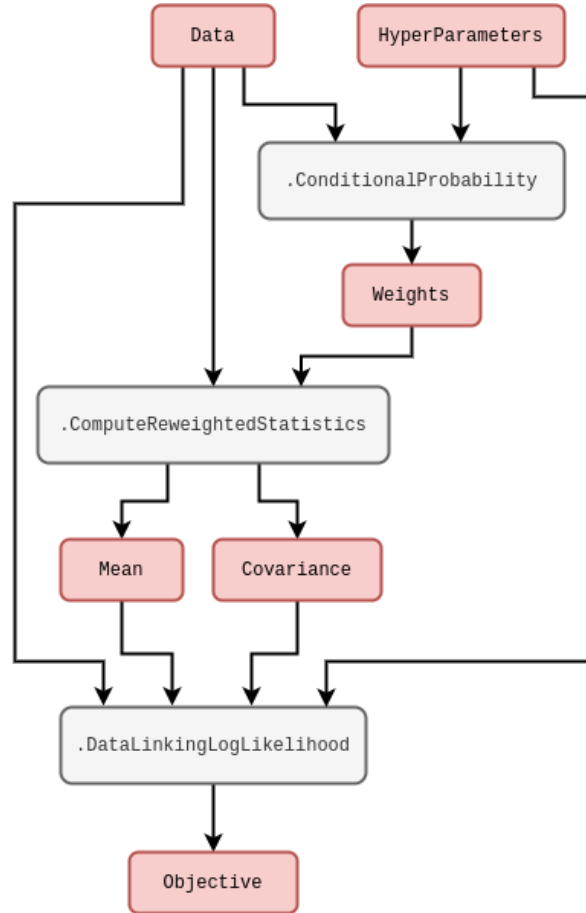 Data
HyperParameters
.ConditionalProbability
Weights
.ComputeReweightedStatistics
Mean
Covariance
.DataLinkingLogLikelihood
Objective